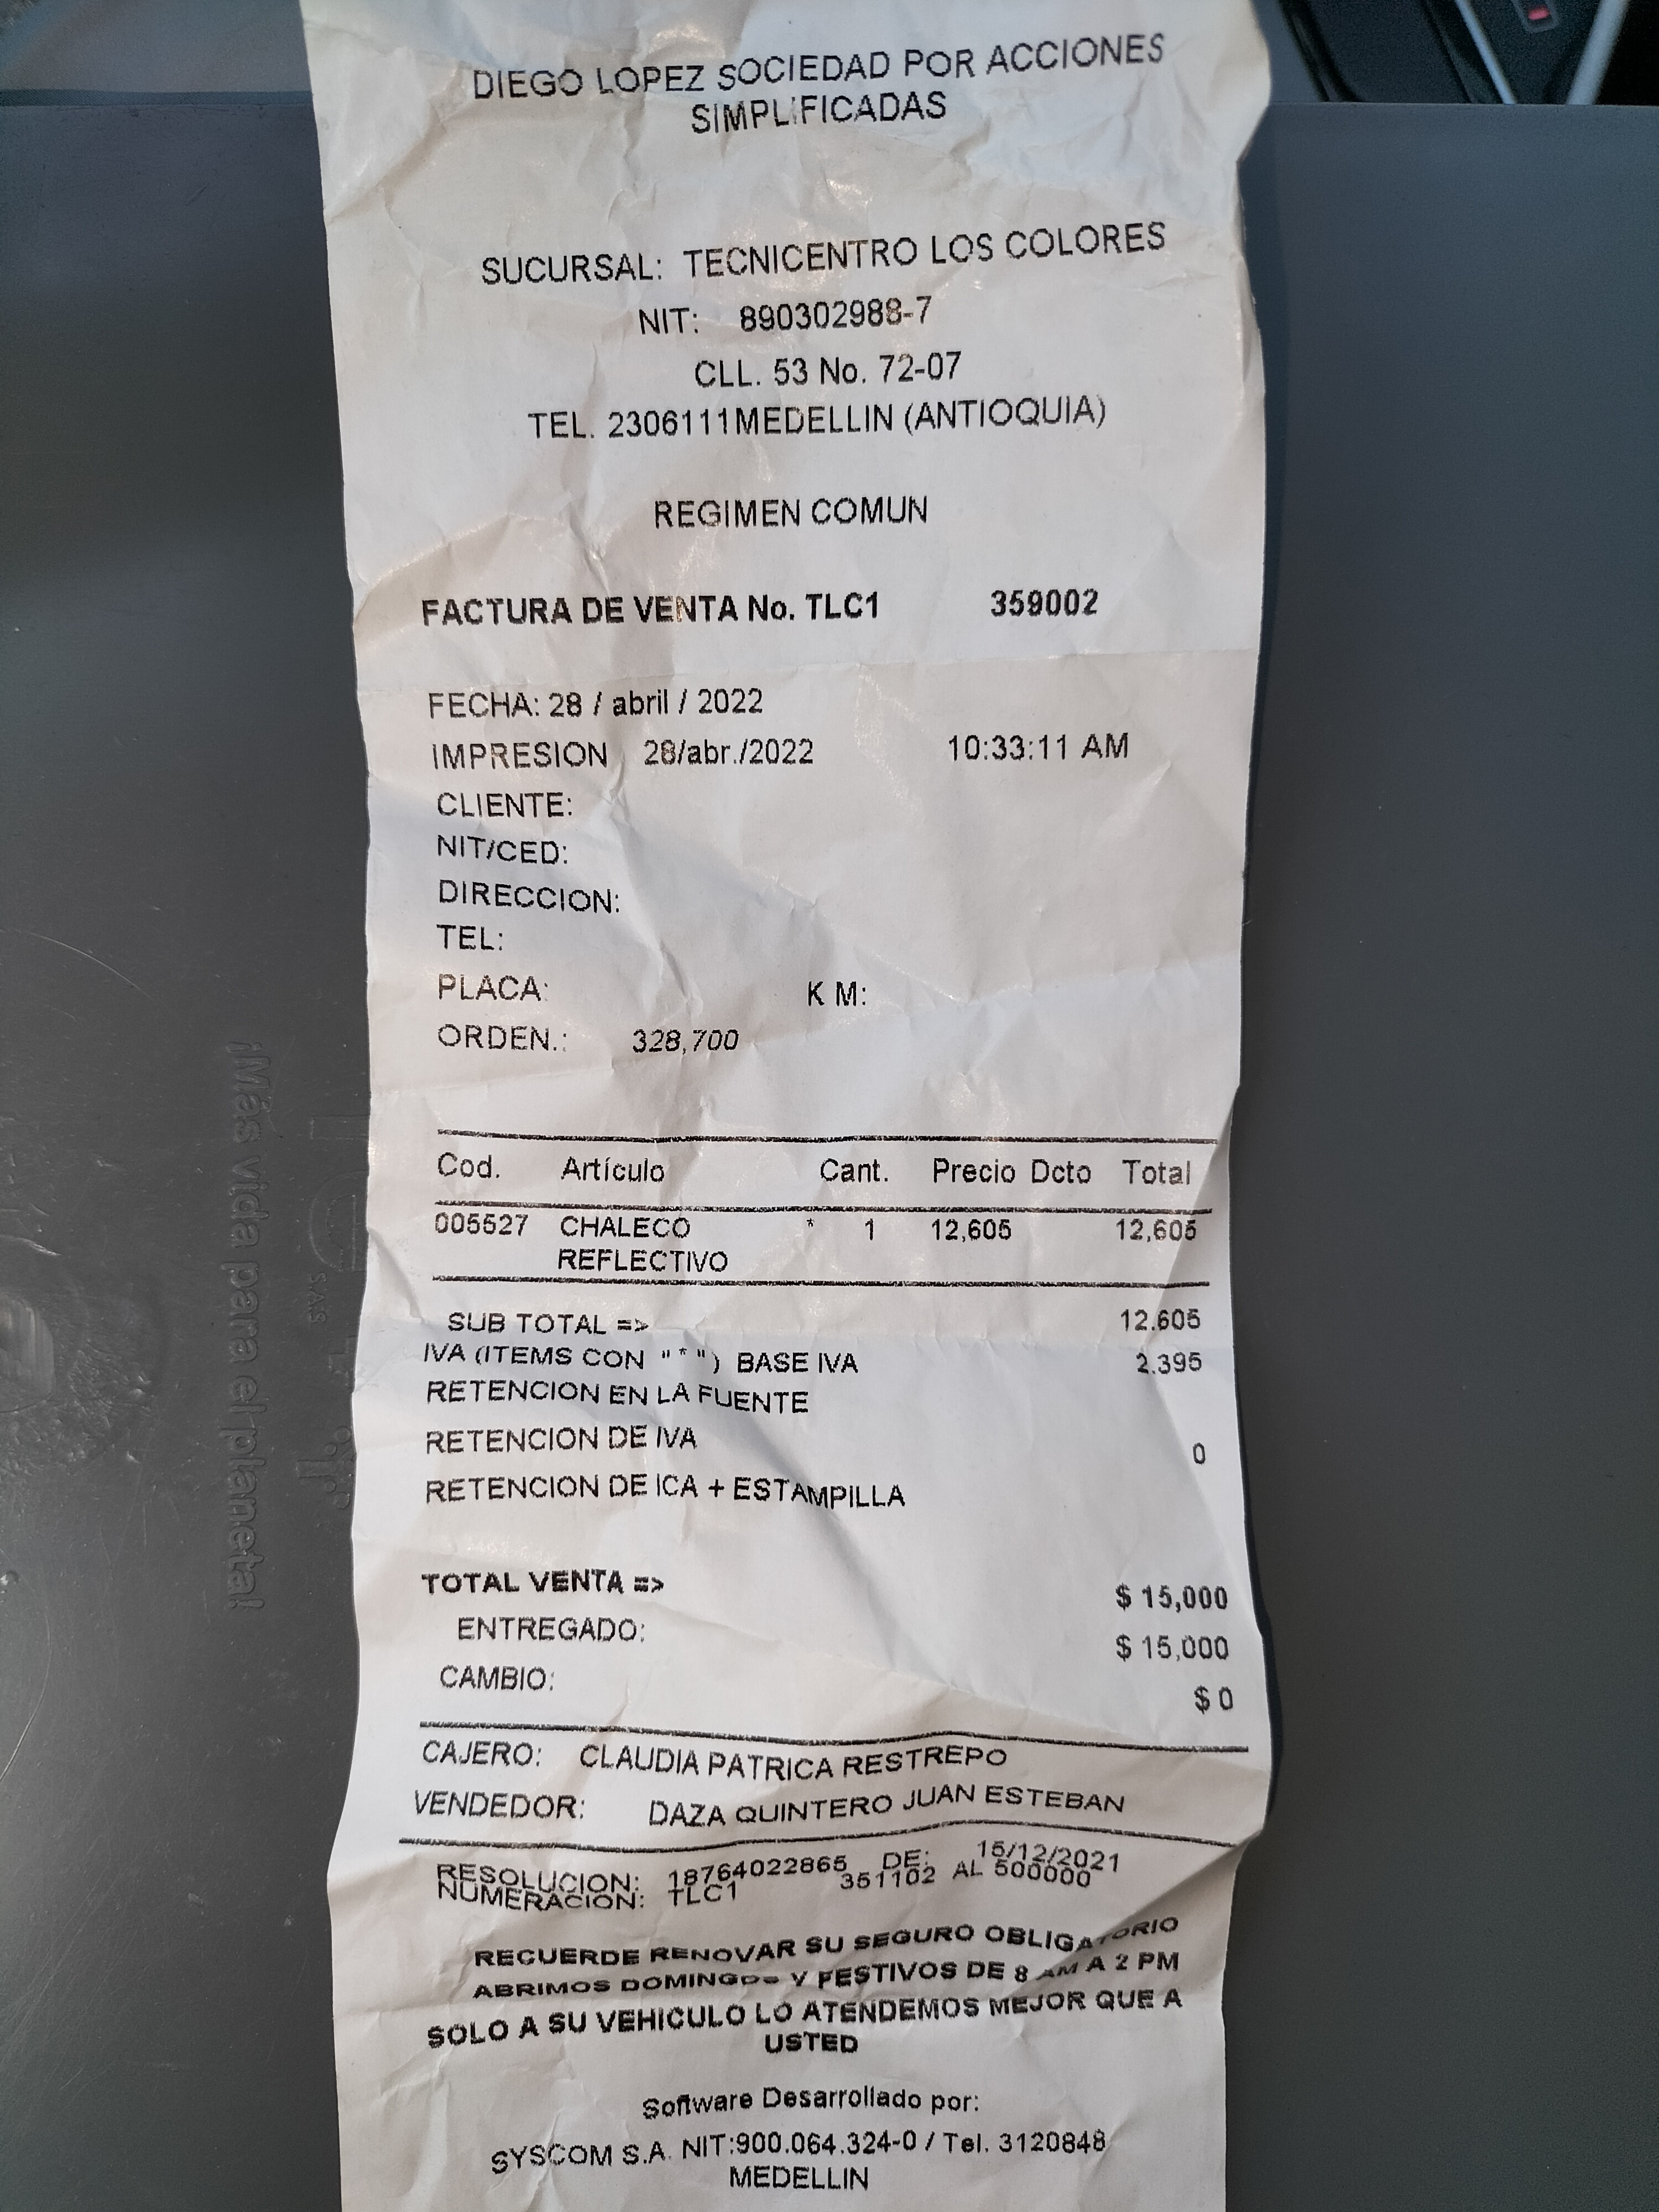 DIEGO LOPEZ SOCIEDAD POR ACCIONES
SIMPLIFICADAS
SUCURSAL: TECNICENTRO LOS COLORES
NIT: 890302988-7
CLL. 53 No. 72-07
TEL. 2306111MEDELLIN (ANTIOQUIA)
REGIMEN COMUN
FACTURA DE VENTA No. TLC1 359002
FECHA: 28 / abril / 2022
IMPRESION 28/abr./2022 10:33:11 AM
CLIENTE:
NIT/CED:
DIRECCION:
TEL:
PLACA: K M:
ORDEN.: 328,700
Cod. Artículo Cant. Precio Dcto Total
005527 CHALECO * 1 12,605 12,605
REFLECTIVO
SUB TOTAL => 12.605
IVA (ITEMS CON "*") BASE IVA 2.395
RETENCION EN LA FUENTE
RETENCION DE IVA 0
RETENCION DE ICA + ESTAMPILLA
TOTAL VENTA => $ 15,000
ENTREGADO: $ 15,000
CAMBIO: $ 0
CAJERO: CLAUDIA PATRICA RESTREPO
VENDEDOR: DAZA QUINTERO JUAN ESTEBAN
RESOLUCION: 18764022865 DE: 15/12/2021
NUMERACION: TLC1 351102 AL 500000
RECUERDE RENOVAR SU SEGURO OBLIGATORIO
ABRIMOS DOMINGOS Y FESTIVOS DE 8 AM A 2 PM
SOLO A SU VEHICULO LO ATENDEMOS MEJOR QUE A
USTED
Software Desarrollado por:
SYSCOM S.A. NIT:900.064.324-0 / Tel. 3120848
MEDELLIN
¡Más vida para el planeta!
SAS